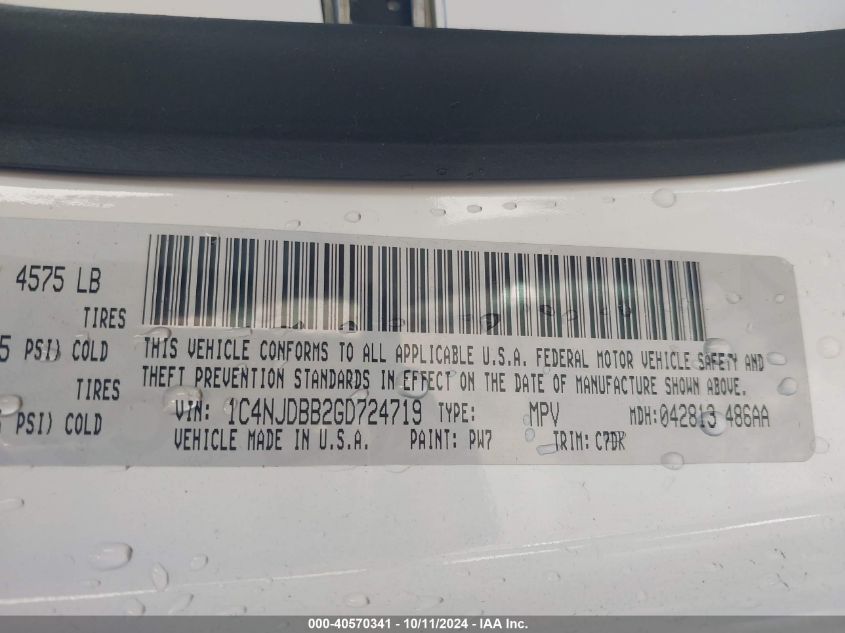 4575 LB
TIRES
5 PSI) COLD
TIRES
PSI) COLD
THIS VEHICLE CONFORMS TO ALL APPLICABLE U.S.A. FEDERAL MOTOR VEHICLE SAFETY AND
THEFT PREVENTION STANDARDS IN EFFECT ON THE DATE OF MANUFACTURE SHOWN ABOVE.
VIN: 1C4NJDBB2GD724719 TYPE: MPV MDH:042813 486AA
VEHICLE MADE IN U.S.A. PAINT: PW7 TRIM: C7DK
000-40570341 - 10/11/2024 - IAA Inc.